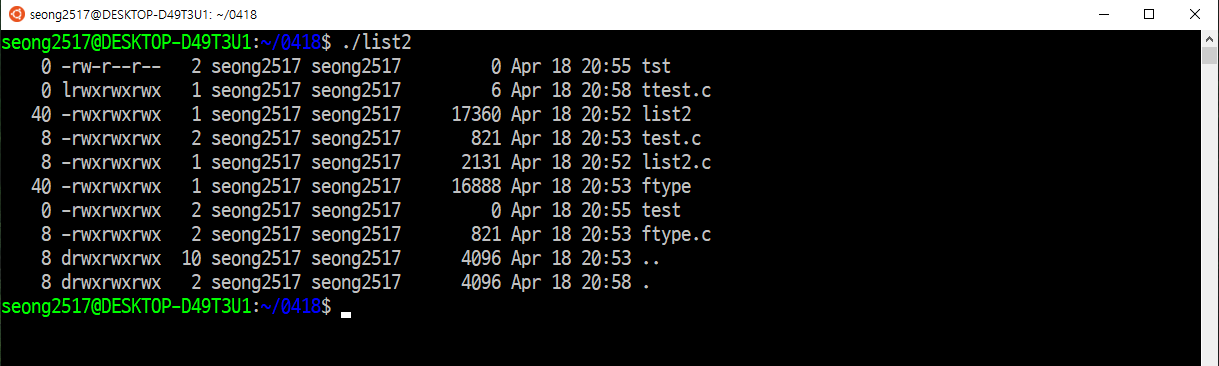 seong2517@DESKTOP-D49T3U1: ~/0418
seong2517@DESKTOP-D49T3U1:~/0418$ ./list2
0 -rw-r--r-- 2 seong2517 seong2517 0 Apr 18 20:55 tst
0 lrwxrwxrwx 1 seong2517 seong2517 6 Apr 18 20:58 ttest.c
40 -rwxrwxrwx 1 seong2517 seong2517 17360 Apr 18 20:52 list2
8 -rwxrwxrwx 2 seong2517 seong2517 821 Apr 18 20:53 test.c
8 -rwxrwxrwx 1 seong2517 seong2517 2131 Apr 18 20:52 list2.c
40 -rwxrwxrwx 1 seong2517 seong2517 16888 Apr 18 20:53 ftype
0 -rwxrwxrwx 2 seong2517 seong2517 0 Apr 18 20:55 test
8 -rwxrwxrwx 2 seong2517 seong2517 821 Apr 18 20:53 ftype.c
8 drwxrwxrwx 10 seong2517 seong2517 4096 Apr 18 20:53 ..
8 drwxrwxrwx 2 seong2517 seong2517 4096 Apr 18 20:58 .
seong2517@DESKTOP-D49T3U1:~/0418$